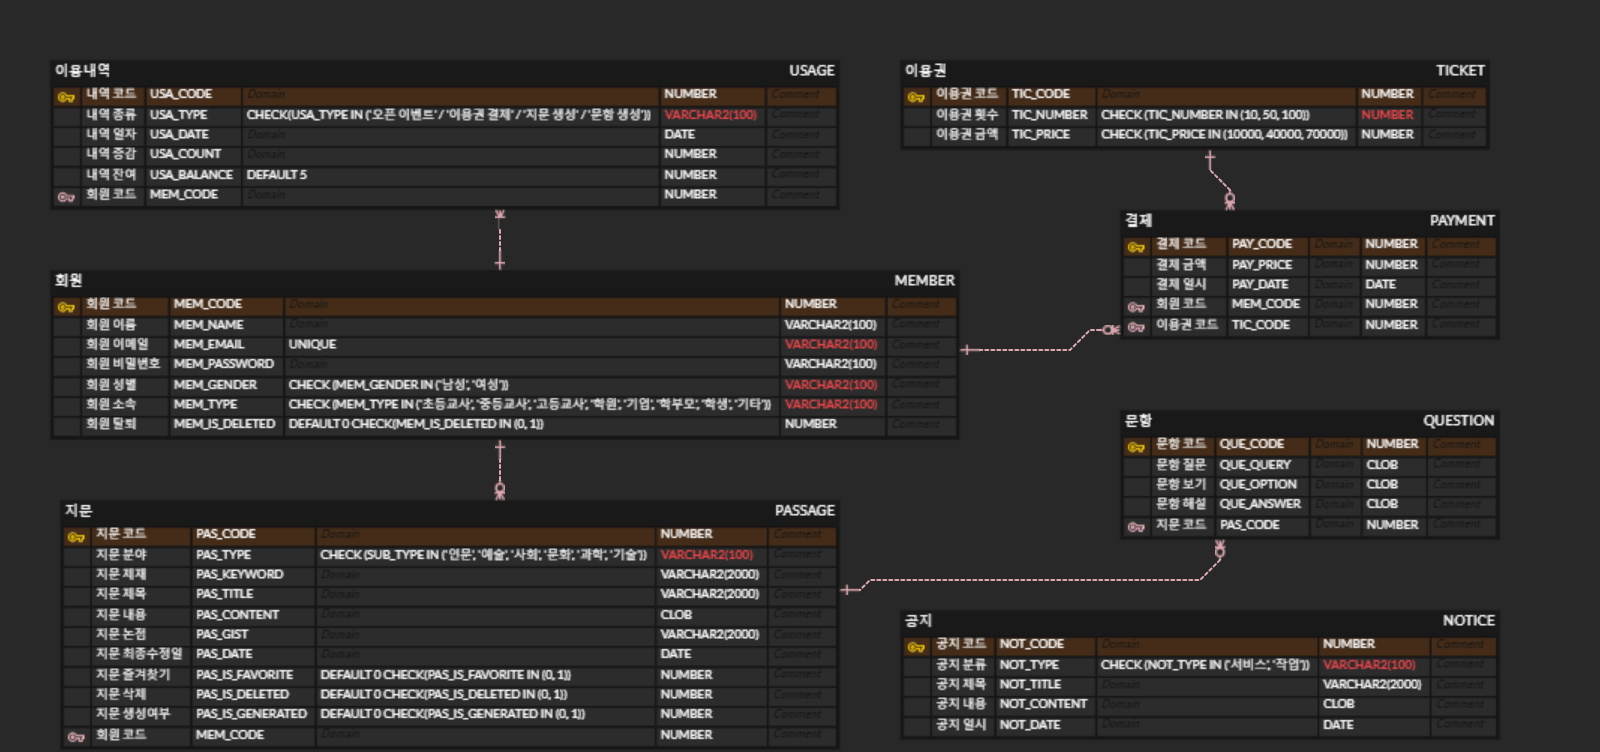 이용내역 USAGE
내역 코드 USA_CODE Domain NUMBER Comment
내역 종류 USA_TYPE CHECK(USA_TYPE IN ('오픈 이벤트' / '이용권 결제' / '지문 생성' / '문항 생성')) VARCHAR2(100) Comment
내역 일자 USA_DATE Domain DATE Comment
내역 증감 USA_COUNT Domain NUMBER Comment
내역 잔여 USA_BALANCE DEFAULT 5 NUMBER Comment
회원 코드 MEM_CODE Domain NUMBER Comment
이용권 TICKET
이용권 코드 TIC_CODE Domain NUMBER Comment
이용권 횟수 TIC_NUMBER CHECK (TIC_NUMBER IN (10, 50, 100)) NUMBER Comment
이용권 금액 TIC_PRICE CHECK (TIC_PRICE IN (10000, 40000, 70000)) NUMBER Comment
결제 PAYMENT
결제 코드 PAY_CODE Domain NUMBER Comment
결제 금액 PAY_PRICE Domain NUMBER Comment
결제 일시 PAY_DATE Domain DATE Comment
회원 코드 MEM_CODE Domain NUMBER Comment
이용권 코드 TIC_CODE Domain NUMBER Comment
회원 MEMBER
회원 코드 MEM_CODE Domain NUMBER Comment
회원 이름 MEM_NAME Domain VARCHAR2(100) Comment
회원 이메일 MEM_EMAIL UNIQUE VARCHAR2(100) Comment
회원 비밀번호 MEM_PASSWORD Domain VARCHAR2(100) Comment
회원 성별 MEM_GENDER CHECK (MEM_GENDER IN ('남성', '여성')) VARCHAR2(100) Comment
회원 소속 MEM_TYPE CHECK (MEM_TYPE IN ('초등교사', '중등교사', '고등교사', '학원', '기업', '학부모', '학생', '기타')) VARCHAR2(100) Comment
회원 탈퇴 MEM_IS_DELETED DEFAULT 0 CHECK(MEM_IS_DELETED IN (0, 1)) NUMBER Comment
문항 QUESTION
문항 코드 QUE_CODE Domain NUMBER Comment
문항 질문 QUE_QUERY Domain CLOB Comment
문항 보기 QUE_OPTION Domain CLOB Comment
문항 해설 QUE_ANSWER Domain CLOB Comment
지문 코드 PAS_CODE Domain NUMBER Comment
지문 PASSAGE
지문 코드 PAS_CODE Domain NUMBER Comment
지문 분야 PAS_TYPE CHECK (SUB_TYPE IN ('인문', '예술', '사회', '문화', '과학', '기술')) VARCHAR2(100) Comment
지문 제재 PAS_KEYWORD Domain VARCHAR2(2000) Comment
지문 제목 PAS_TITLE Domain VARCHAR2(2000) Comment
지문 내용 PAS_CONTENT Domain CLOB Comment
지문 논점 PAS_GIST Domain VARCHAR2(2000) Comment
지문 최종수정일 PAS_DATE Domain DATE Comment
지문 즐겨찾기 PAS_IS_FAVORITE DEFAULT 0 CHECK(PAS_IS_FAVORITE IN (0, 1)) NUMBER Comment
지문 삭제 PAS_IS_DELETED DEFAULT 0 CHECK(PAS_IS_DELETED IN (0, 1)) NUMBER Comment
지문 생성여부 PAS_IS_GENERATED DEFAULT 0 CHECK(PAS_IS_GENERATED IN (0, 1)) NUMBER Comment
회원 코드 MEM_CODE Domain NUMBER Comment
공지 NOTICE
공지 코드 NOT_CODE Domain NUMBER Comment
공지 분류 NOT_TYPE CHECK (NOT_TYPE IN ('서비스', '작업')) VARCHAR2(100) Comment
공지 제목 NOT_TITLE Domain VARCHAR2(2000) Comment
공지 내용 NOT_CONTENT Domain CLOB Comment
공지 일시 NOT_DATE Domain DATE Comment